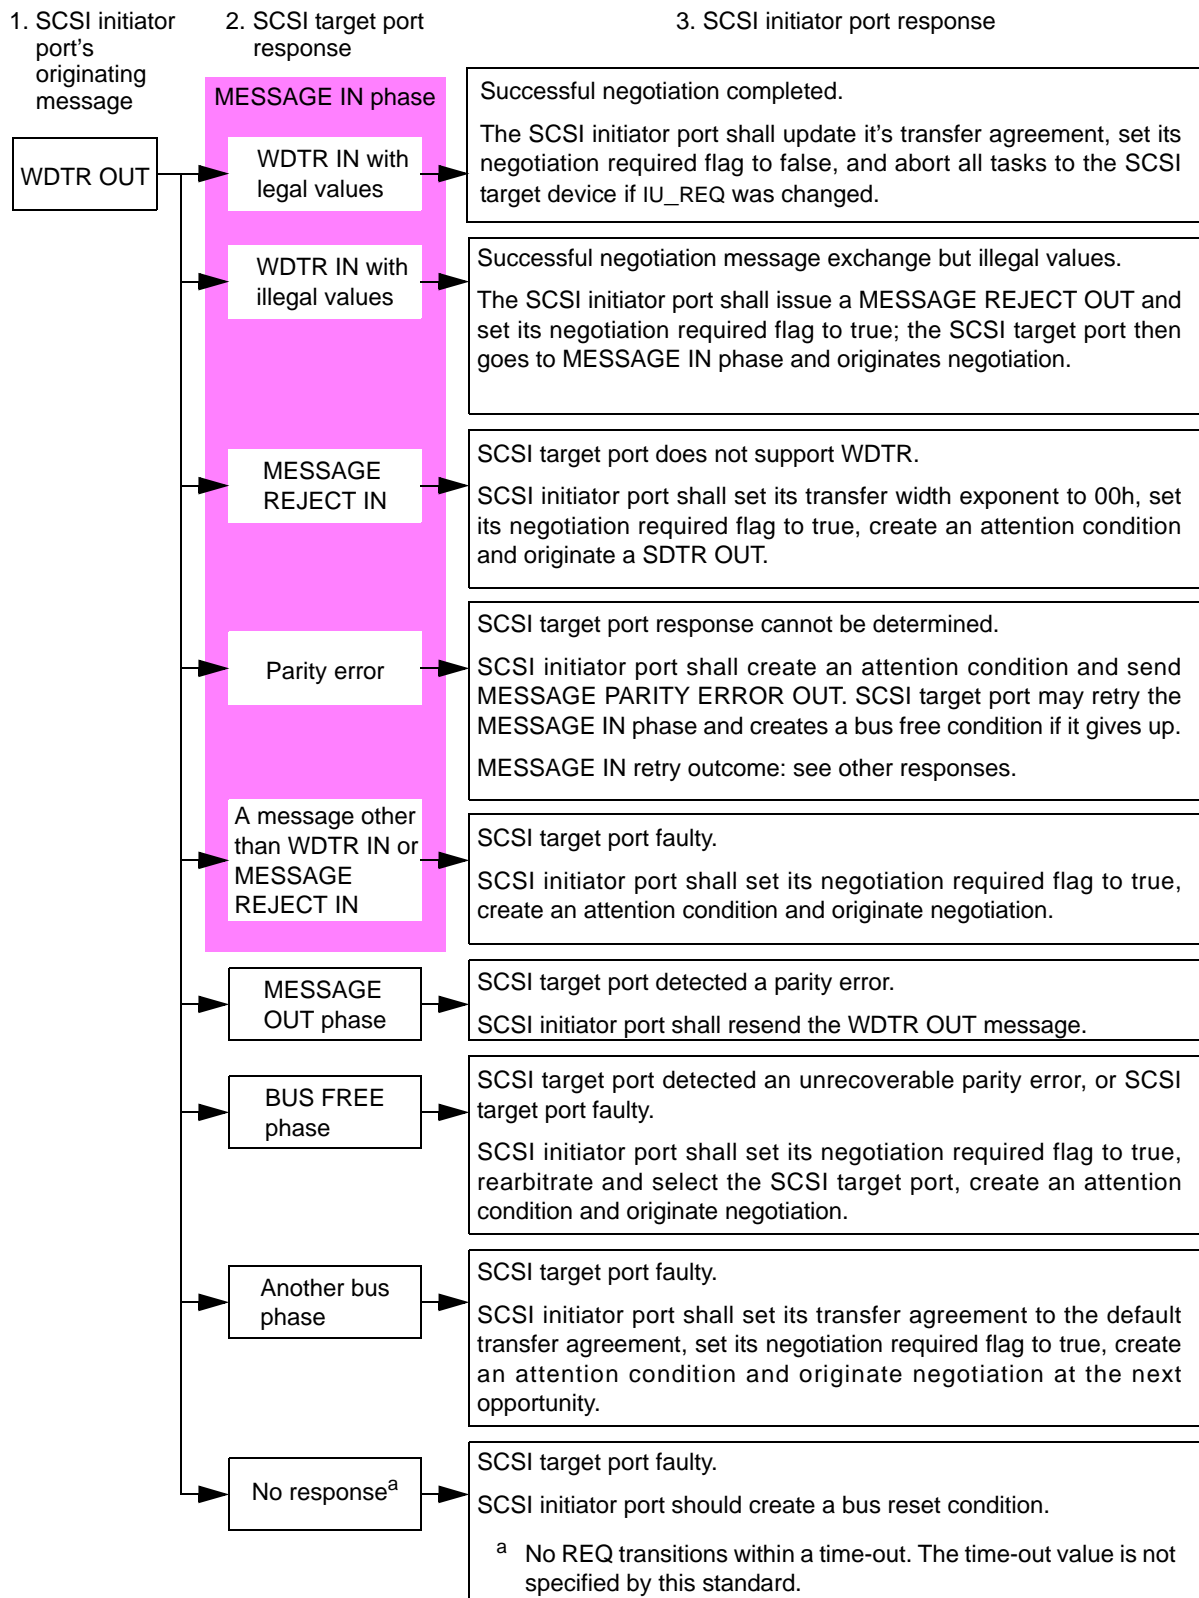 1. SCSI initiator
port's
originating
message
2. SCSI target port
response
3. SCSI initiator port response
MESSAGE IN phase
WDTR OUT
WDTR IN with
legal values
Successful negotiation completed.
The SCSI initiator port shall update it's transfer agreement, set its
negotiation required flag to false, and abort all tasks to the SCSI
target device if IU_REQ was changed.
WDTR IN with
illegal values
Successful negotiation message exchange but illegal values.
The SCSI initiator port shall issue a MESSAGE REJECT OUT and
set its negotiation required flag to true; the SCSI target port then
goes to MESSAGE IN phase and originates negotiation.
MESSAGE
REJECT IN
SCSI target port does not support WDTR.
SCSI initiator port shall set its transfer width exponent to 00h, set
its negotiation required flag to true, create an attention condition
and originate a SDTR OUT.
Parity error
SCSI target port response cannot be determined.
SCSI initiator port shall create an attention condition and send
MESSAGE PARITY ERROR OUT. SCSI target port may retry the
MESSAGE IN phase and creates a bus free condition if it gives up.
MESSAGE IN retry outcome: see other responses.
A message other
than WDTR IN or
MESSAGE
REJECT IN
SCSI target port faulty.
SCSI initiator port shall set its negotiation required flag to true,
create an attention condition and originate negotiation.
MESSAGE
OUT phase
SCSI target port detected a parity error.
SCSI initiator port shall resend the WDTR OUT message.
BUS FREE
phase
SCSI target port detected an unrecoverable parity error, or SCSI
target port faulty.
SCSI initiator port shall set its negotiation required flag to true,
rearbitrate and select the SCSI target port, create an attention
condition and originate negotiation.
Another bus
phase
SCSI target port faulty.
SCSI initiator port shall set its transfer agreement to the default
transfer agreement, set its negotiation required flag to true, create
an attention condition and originate negotiation at the next
opportunity.
No response a
SCSI target port faulty.
SCSI initiator port should create a bus reset condition.
a No REQ transitions within a time-out. The time-out value is not
specified by this standard.